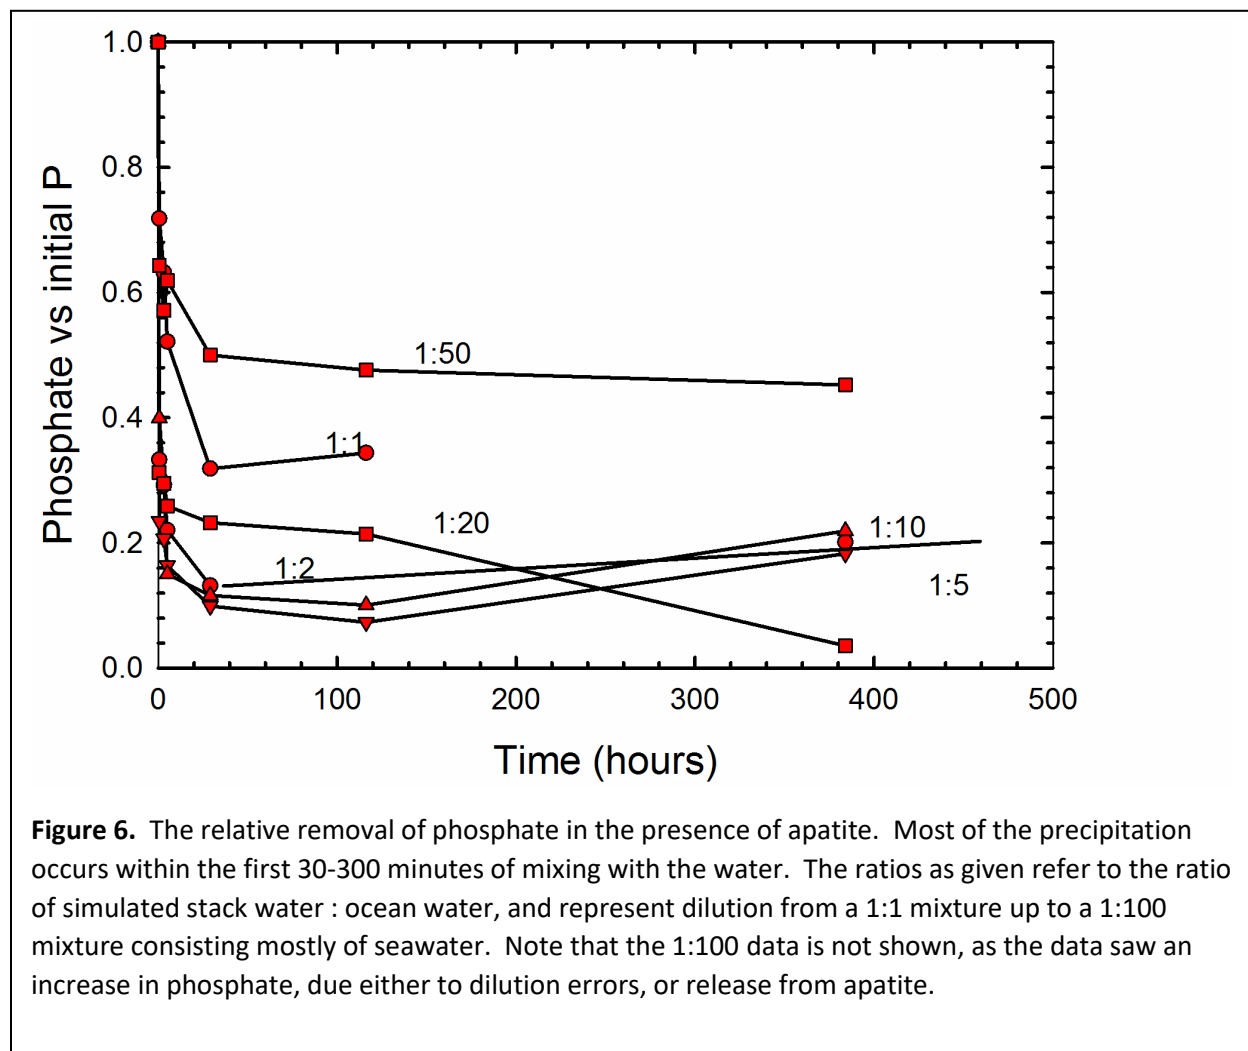 1.0
0.8
0.6
0.4
0.2
0.0
Phosphate vs initial P
1:50
1:1
1:20
1:10
1:2
1:5
0 100 200 300 400 500
Time (hours)
Figure 6. The relative removal of phosphate in the presence of apatite. Most of the precipitation
occurs within the first 30-300 minutes of mixing with the water. The ratios as given refer to the ratio
of simulated stack water : ocean water, and represent dilution from a 1:1 mixture up to a 1:100
mixture consisting mostly of seawater. Note that the 1:100 data is not shown, as the data saw an
increase in phosphate, due either to dilution errors, or release from apatite.